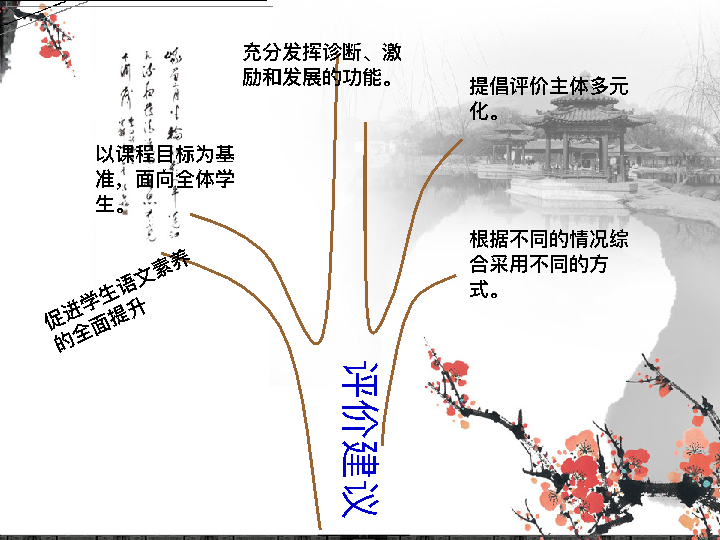 充分发挥诊断、激
励和发展的功能。
提倡评价主体多元
化。
以课程目标为基
准，面向全体学
生。
根据不同的情况综
合采用不同的方
式。
促进学生语文素养
的全面提升
评价建议